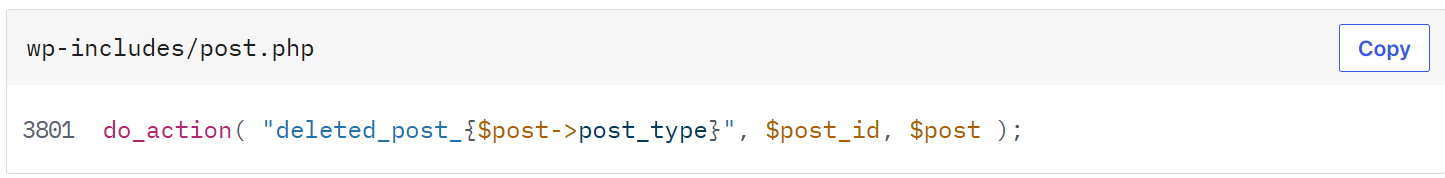 wp-includes/post.php
Copy
3801 do_action( "deleted_post_{$post->post_type}", $post_id, $post );